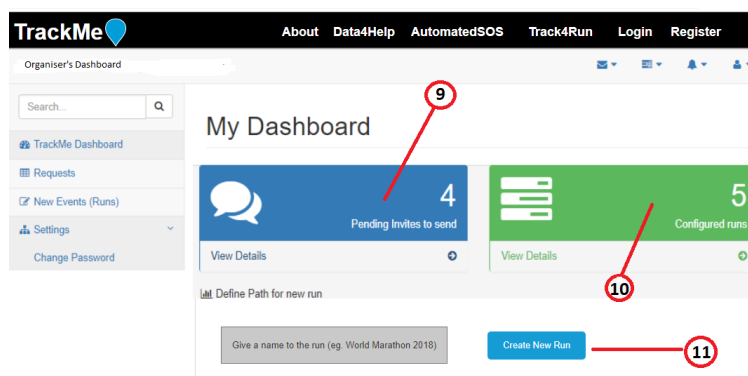 TrackMe
About Data4Help AutomatedSOS Track4Run Login Register
Organiser's Dashboard
9
Search...
My Dashboard
TrackMe Dashboard
Requests
New Events (Runs)
Settings
Change Password
4
Pending Invites to send
View Details
5
Configured runs
View Details
10
Define Path for new run
Give a name to the run (eg. World Marathon 2018)
Create New Run
11